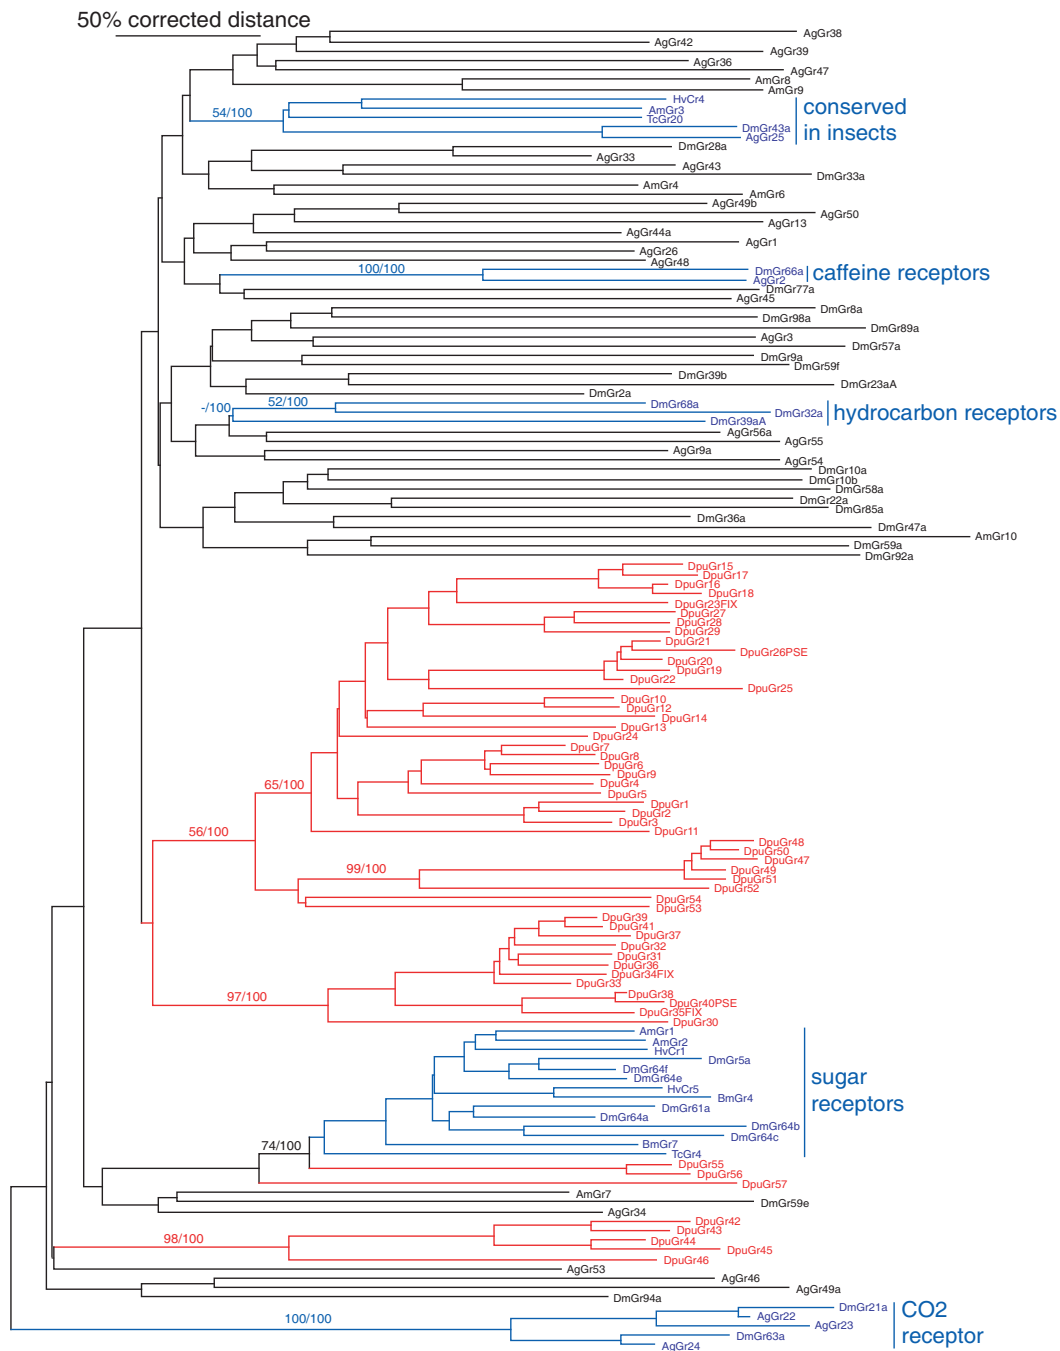 50% corrected distance
AgGr38
AgGr42
AgGr39
AgGr36
AgGr47
AmGr8
AmGr9
54/100
HvCr4
AmGr3
TcGr20
DmGr43a
AgGr25
conserved
in insects
DmGr28a
AgGr33
AgGr43
DmGr33a
AmGr4
AmGr6
AgGr49b
AgGr50
AgGr13
AgGr44a
AgGr1
AgGr26
AgGr48
100/100
DmGr66a
AgGr2
caffeine receptors
DmGr77a
AgGr45
DmGr8a
DmGr98a
DmGr89a
AgGr3
DmGr57a
DmGr9a
DmGr59f
DmGr39b
DmGr23aA
DmGr2a
-/100
52/100
DmGr68a
DmGr32a
DmGr39aA
hydrocarbon receptors
AgGr56a
AgGr55
AgGr9a
AgGr54
DmGr10a
DmGr10b
DmGr58a
DmGr22a
DmGr85a
DmGr36a
DmGr47a
AmGr10
DmGr59a
DmGr92a
DpuGr15
DpuGr17
DpuGr16
DpuGr18
DpuGr23FIX
DpuGr27
DpuGr28
DpuGr29
DpuGr21
DpuGr26PSE
DpuGr20
DpuGr19
DpuGr22
DpuGr25
DpuGr10
DpuGr12
DpuGr14
DpuGr13
DpuGr24
DpuGr7
DpuGr8
DpuGr6
DpuGr9
65/100
DpuGr4
DpuGr5
DpuGr1
DpuGr2
DpuGr3
DpuGr11
56/100
DpuGr48
DpuGr50
DpuGr47
99/100
DpuGr49
DpuGr51
DpuGr52
DpuGr54
DpuGr53
DpuGr39
DpuGr41
DpuGr37
DpuGr32
DpuGr31
DpuGr36
DpuGr34FIX
DpuGr33
97/100
DpuGr38
DpuGr40PSE
DpuGr35FIX
DpuGr30
AmGr1
AmGr2
HvCr1
DmGr5a
DmGr64f
DmGr64e
HvCr5
BmGr4
DmGr61a
DmGr64a
DmGr64b
DmGr64c
BmGr7
TcGr4
sugar
receptors
74/100
DpuGr55
DpuGr56
DpuGr57
AmGr7
DmGr59e
AgGr34
DpuGr42
DpuGr43
98/100
DpuGr44
DpuGr45
DpuGr46
AgGr53
AgGr46
AgGr49a
DmGr94a
100/100
DmGr21a
AgGr22
AgGr23
DmGr63a
AgGr24
CO2
receptor